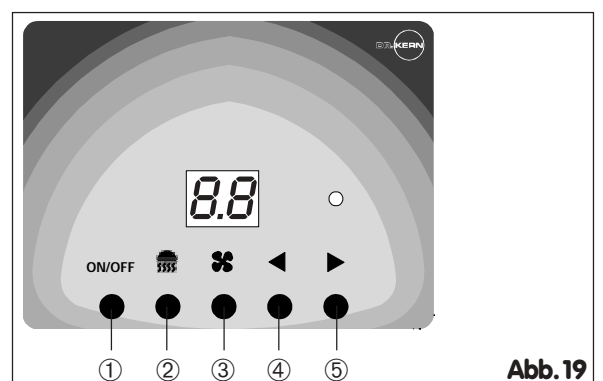 DR. KERN
8.8
ON/OFF
① ② ③ ④ ⑤
Abb. 19